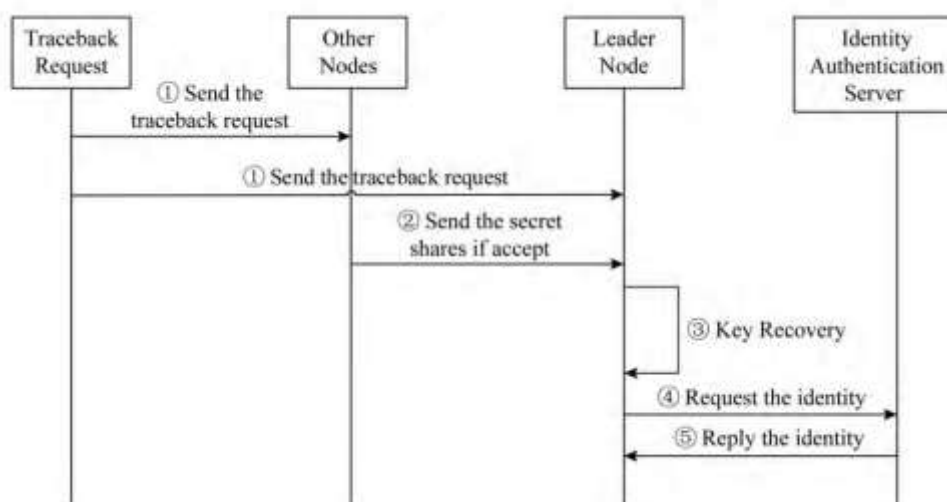 Traceback
Request
Other
Nodes
Leader
Node
Identity
Authentication
Server
① Send the
traceback request
① Send the traceback request
② Send the secret
shares if accept
③ Key Recovery
④ Request the identity
⑤ Reply the identity